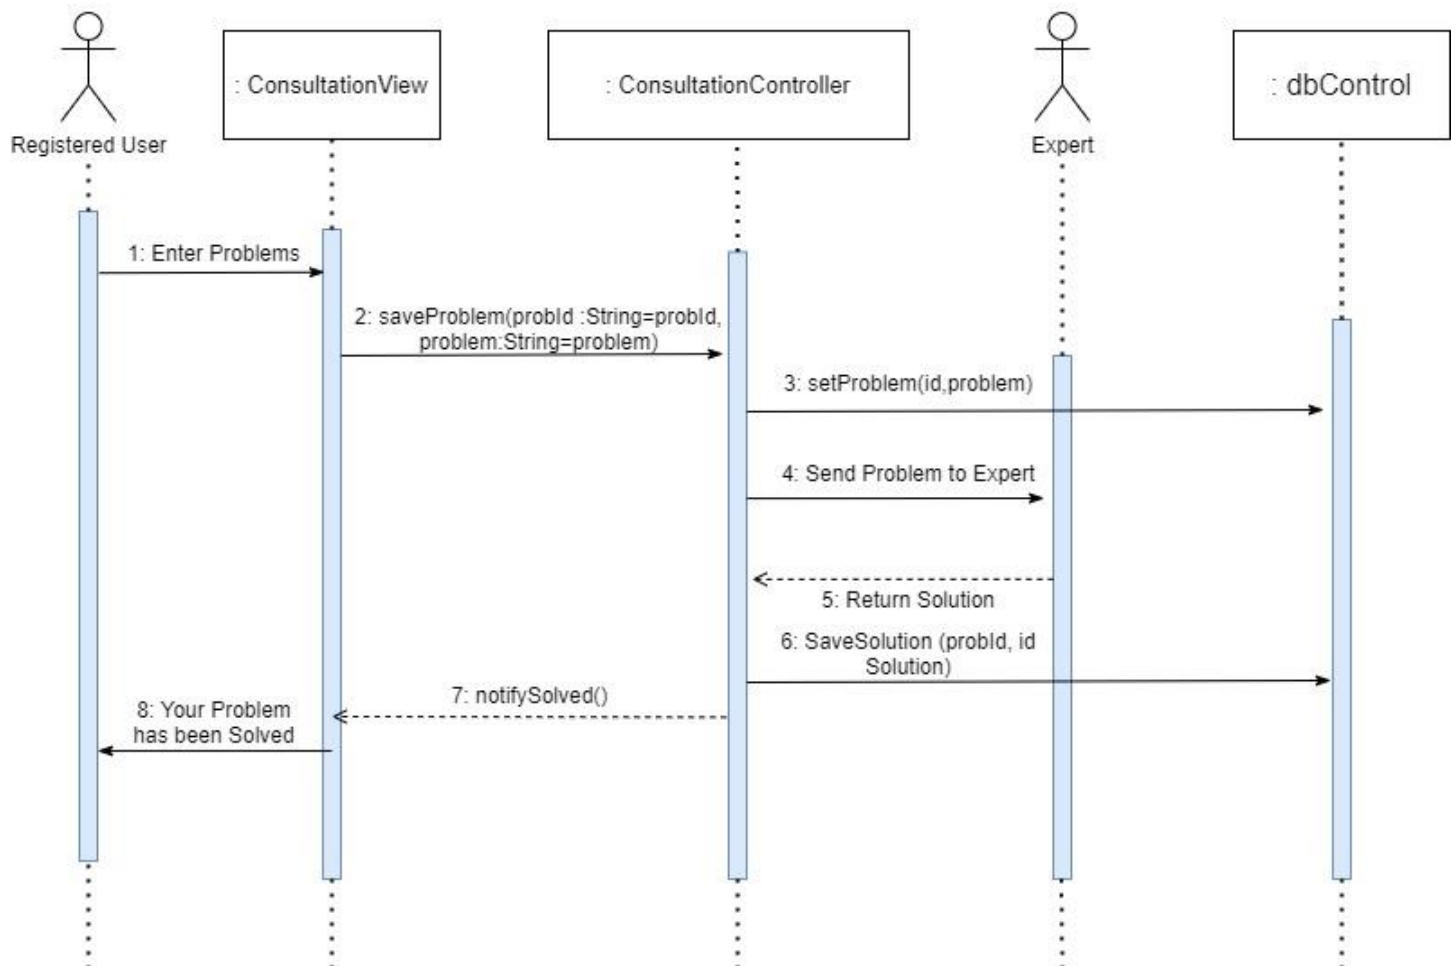 Registered User
: ConsultationView
: ConsultationController
Expert
: dbControl
1: Enter Problems
2: saveProblem(probId :String=probId,
problem:String=problem)
3: setProblem(id,problem)
4: Send Problem to Expert
5: Return Solution
6: SaveSolution (probId, id
Solution)
7: notifySolved()
8: Your Problem
has been Solved